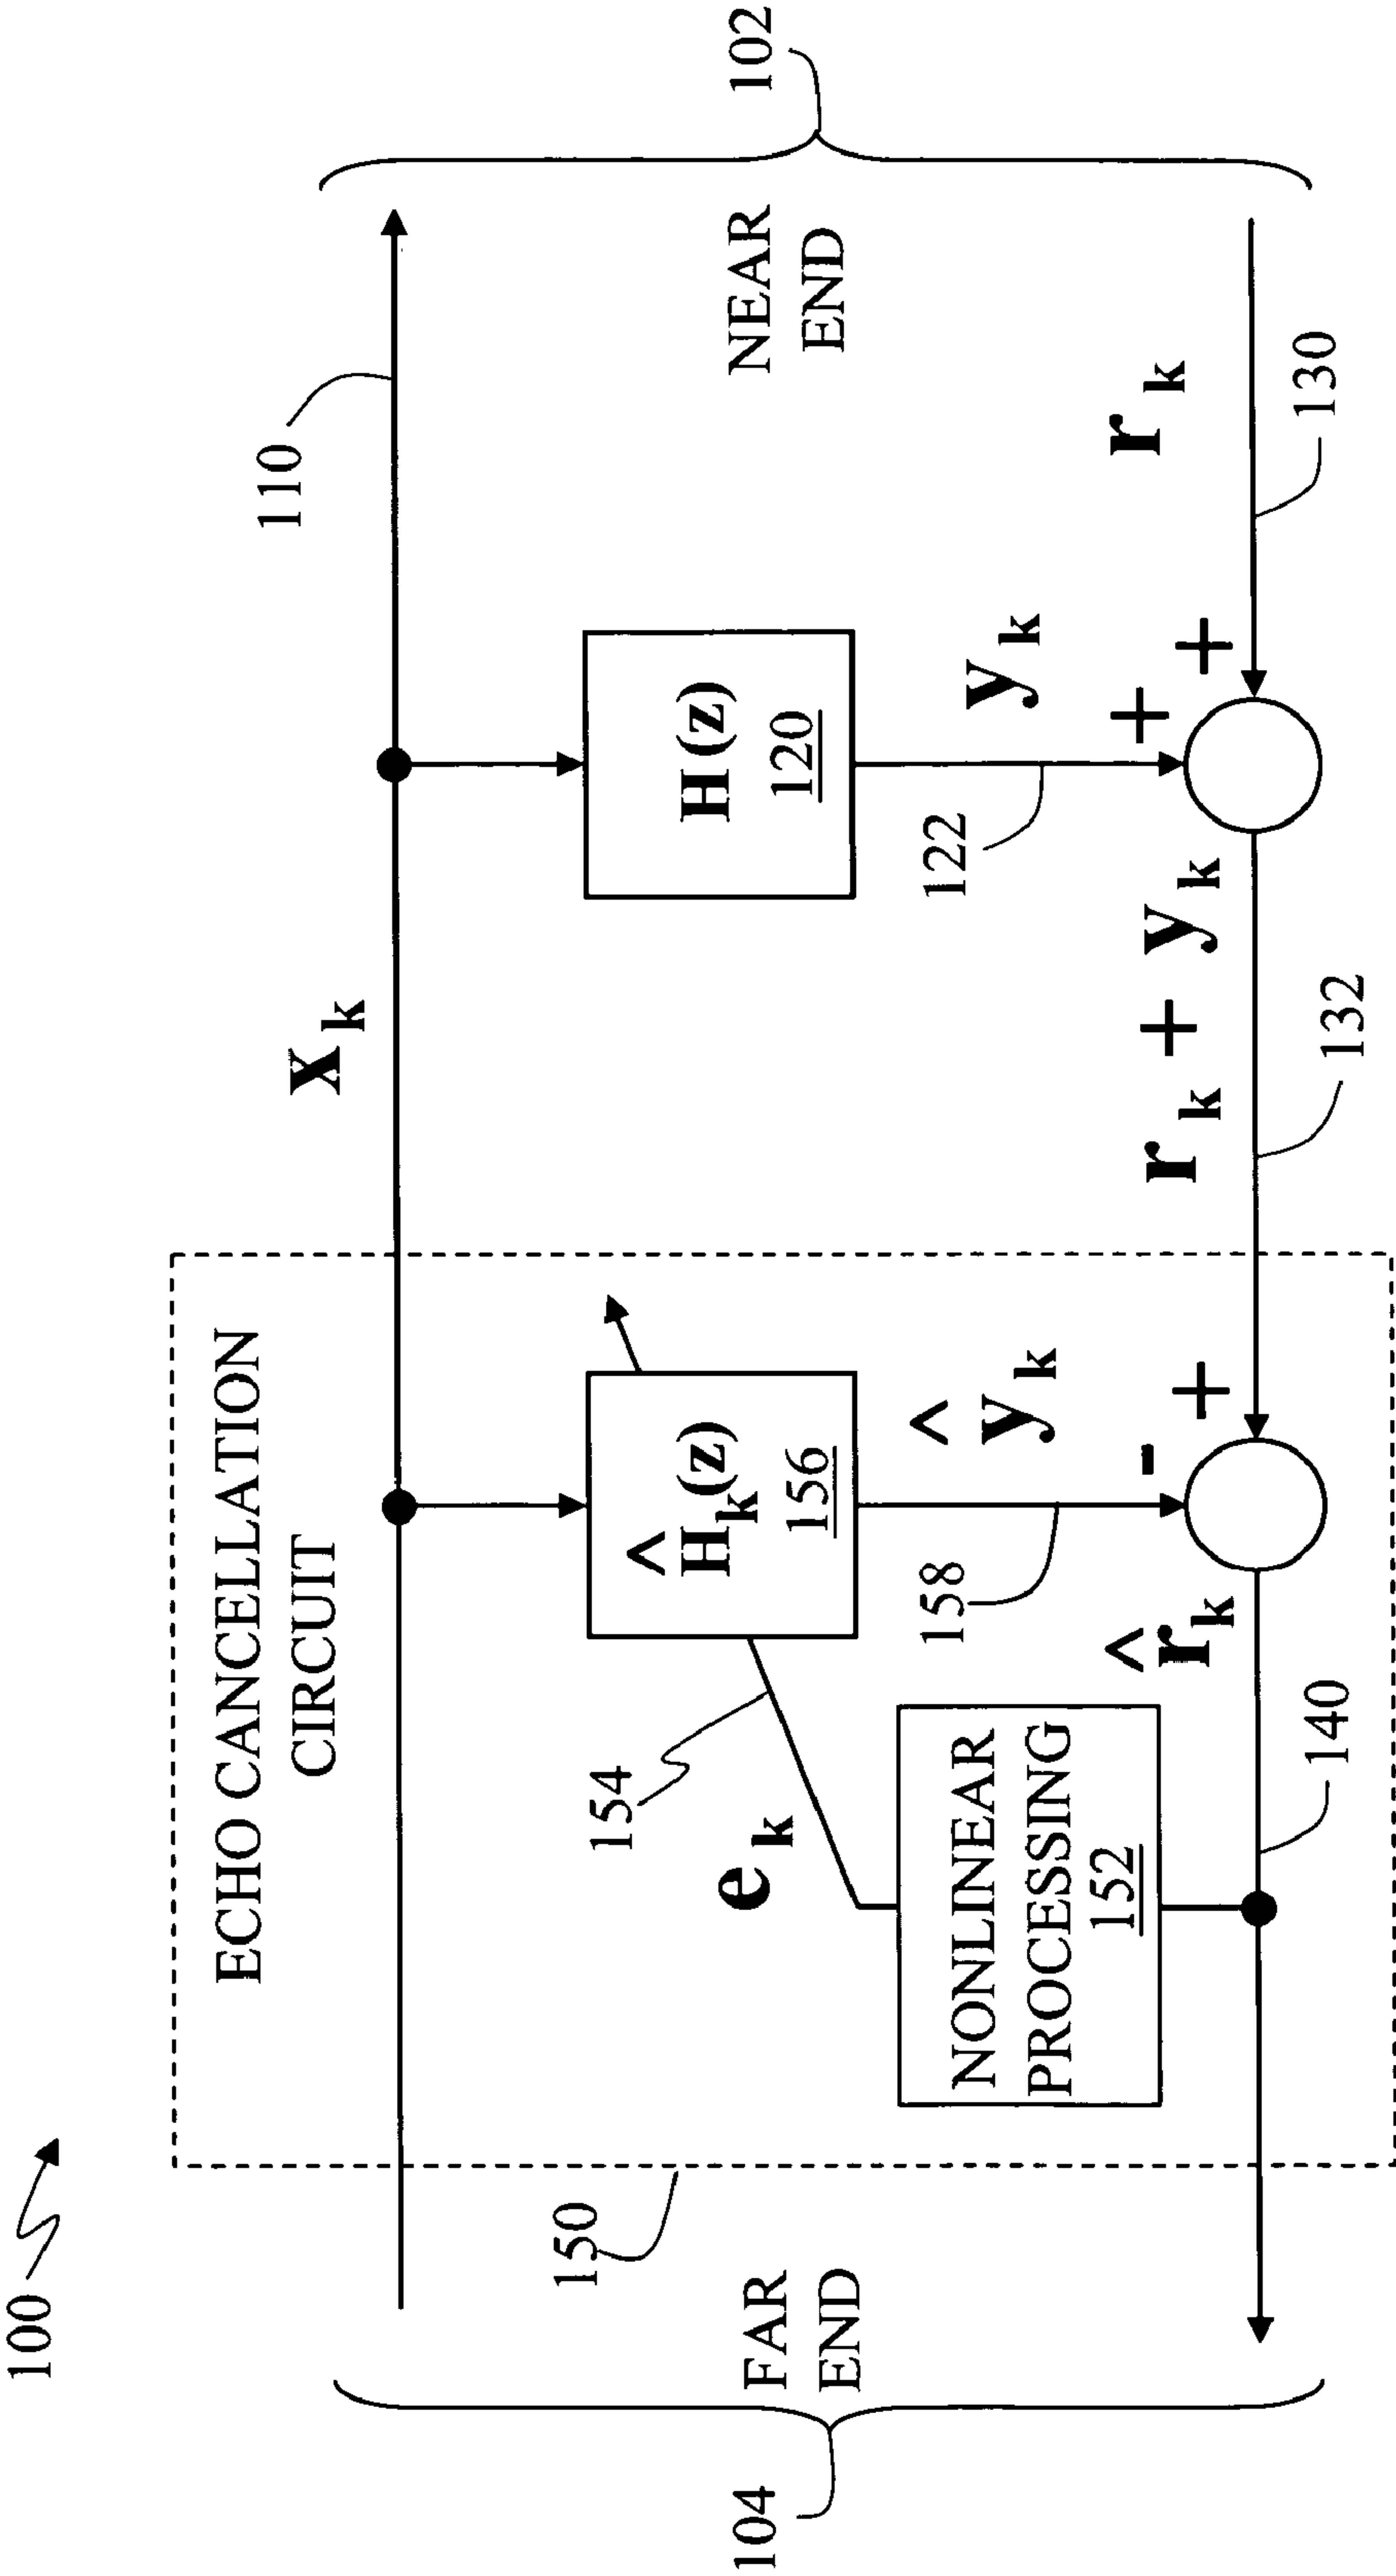 100
ECHO CANCELLATION
CIRCUIT
110
x k
102
104
FAR
END
NEAR
END
150
154
e k
Ĥ k (z)
156
H (z)
120
158
ŷ k
122
y k
NONLINEAR
PROCESSING
152
r̂ k
-
+
r k + y k
+
+
r k
140
132
130